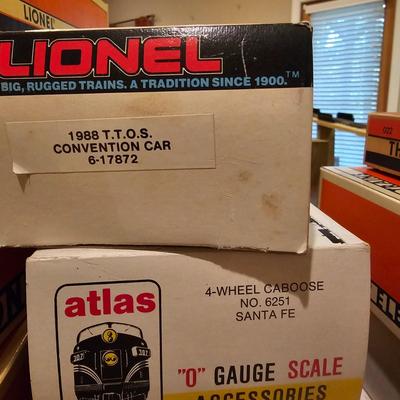 LIONEL
LIONEL
BIG, RUGGED TRAINS. A TRADITION SINCE 1900.™
1988 T.T.O.S.
CONVENTION CAR
6-17872
027
atlas
4-WHEEL CABOOSE
NO. 6251
SANTA FE
"O" GAUGE SCALE
ACCESSORIES